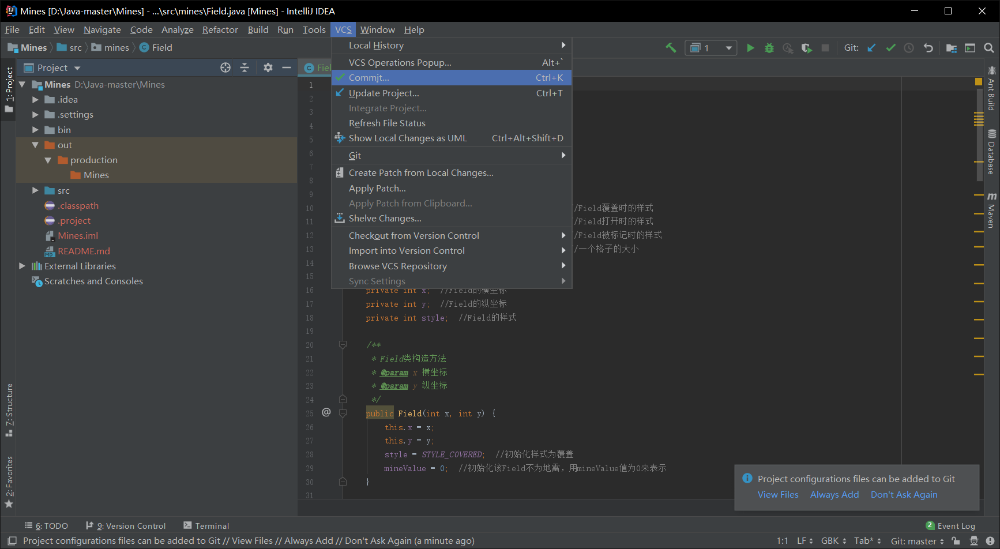 Mines [D:\Java-master\Mines] - ...\src\mines\Field.java [Mines] - IntelliJ IDEA
File Edit View Navigate Code Analyze Refactor Build Run Tools VCS Window Help
Mines src mines Field
1
Git:
1: Project
7: Structure
2: Favorites
Project
Mines D:\Java-master\Mines
.idea
.settings
bin
out
production
Mines
src
.classpath
.project
Mines.iml
README.md
External Libraries
Scratches and Consoles
Local History
VCS Operations Popup... Alt+`
Commit... Ctrl+K
Update Project... Ctrl+T
Integrate Project...
Refresh File Status
Show Local Changes as UML Ctrl+Alt+Shift+D
Git
Create Patch from Local Changes...
Apply Patch...
Apply Patch from Clipboard...
Shelve Changes...
Checkout from Version Control
Import into Version Control
Browse VCS Repository
Sync Settings
Fiel
1
2
3
4
5
6
7
8
9
10 //Field覆盖时的样式
11 //Field打开时的样式
12 //Field被标记时的样式
13 //一个格子的大小
14
15
16 private int x; //Field的横坐标
17 private int y; //Field的纵坐标
18 private int style; //Field的样式
19
20 /**
21 * Field类构造方法
22 * @param x 横坐标
23 * @param y 纵坐标
24 */
25 @ public Field(int x, int y) {
26 this.x = x;
27 this.y = y;
28 style = STYLE_COVERED; //初始化样式为覆盖
29 mineValue = 0; //初始化该Field不为地雷，用mineValue值为0来表示
30 }
31
Ant Build
Database
Maven
Project configurations files can be added to Git
View Files Always Add Don't Ask Again
6: TODO 9: Version Control Terminal 2 Event Log
Project configurations files can be added to Git // View Files // Always Add // Don't Ask Again (a minute ago) 1:1 LF GBK Tab* Git: master